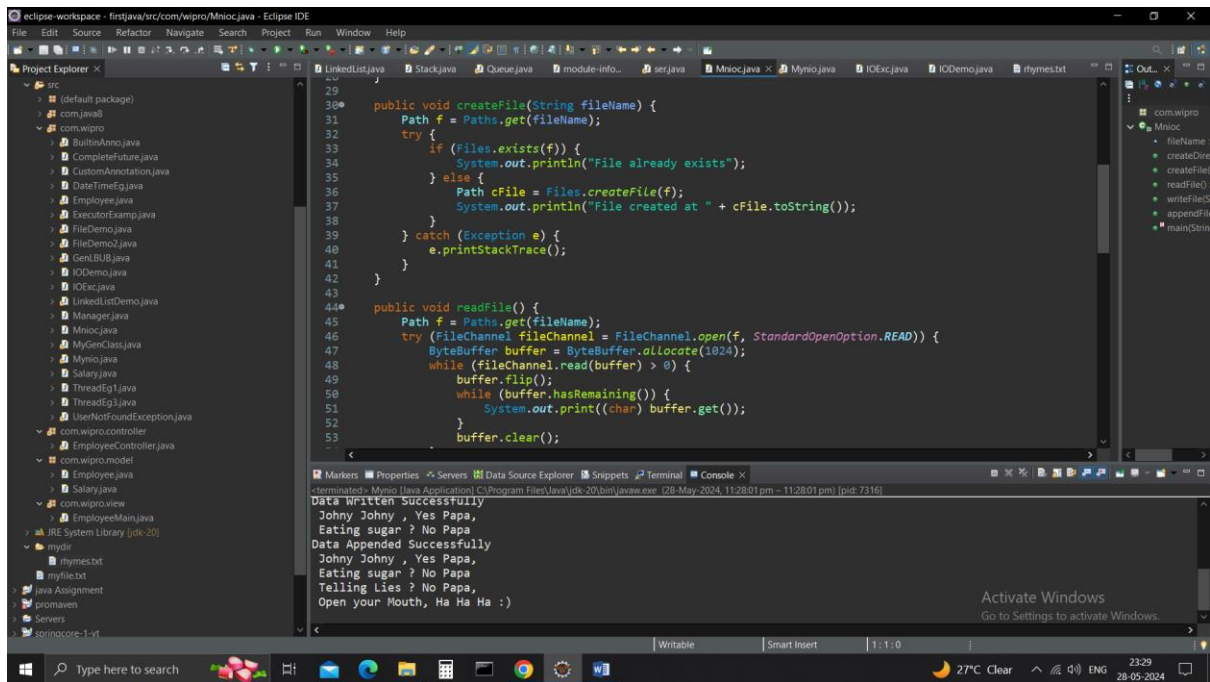 eclipse-workspace - firstjava/src/com/wipro/Mnioc.java - Eclipse IDE
File Edit Source Refactor Navigate Search Project Run Window Help
Project Explorer
src
(default package)
com.java8
com.wipro
BuiltinAnno.java
CompleteFuture.java
CustomAnnotation.java
DateTimeEg.java
Employee.java
ExecutorExamp.java
FileDemo.java
FileDemo2.java
GenLBUB.java
IODemo.java
IOExc.java
LinkedListDemo.java
Manager.java
Mnioc.java
MyGenClass.java
Mynio.java
Salary.java
ThreadEg1.java
ThreadEg3.java
UserNotFoundException.java
com.wipro.controller
EmployeeController.java
com.wipro.model
Employee.java
Salary.java
com.wipro.view
EmployeeMain.java
JRE System Library [jdk-20]
mydir
rhymes.txt
myfile.txt
java Assignment
promaven
Servers
springcore-1-vt
LinkedList.java Stack.java Queue.java module-info... ser.java Mnioc.java Mynio.java IOExc.java IODemo.java rhymes.txt
29
30 public void createFile(String fileName) {
31 Path f = Paths.get(fileName);
32 try {
33 if (Files.exists(f)) {
34 System.out.println("File already exists");
35 } else {
36 Path cFile = Files.createFile(f);
37 System.out.println("File created at " + cFile.toString());
38 }
39 } catch (Exception e) {
40 e.printStackTrace();
41 }
42 }
43
44 public void readFile() {
45 Path f = Paths.get(fileName);
46 try (FileChannel fileChannel = FileChannel.open(f, StandardOpenOption.READ)) {
47 ByteBuffer buffer = ByteBuffer.allocate(1024);
48 while (fileChannel.read(buffer) > 0) {
49 buffer.flip();
50 while (buffer.hasRemaining()) {
51 System.out.print((char) buffer.get());
52 }
53 buffer.clear();
Out...
com.wipro
Mnioc
fileName :
createDire
createFile(
readFile()
writeFile(S
appendFil
main(Strin
Markers Properties Servers Data Source Explorer Snippets Terminal Console
<terminated> Mynio [Java Application] C:\Program Files\Java\jdk-20\bin\javaw.exe (28-May-2024, 11:28:01 pm – 11:28:01 pm) [pid: 7316]
Data Written Successfully
Johny Johny , Yes Papa,
Eating sugar ? No Papa
Data Appended Successfully
Johny Johny , Yes Papa,
Eating sugar ? No Papa
Telling Lies ? No Papa,
Open your Mouth, Ha Ha Ha :)
Activate Windows
Go to Settings to activate Windows.
Writable Smart Insert 1 : 1 : 0
Type here to search
27°C Clear ENG 23:29
28-05-2024